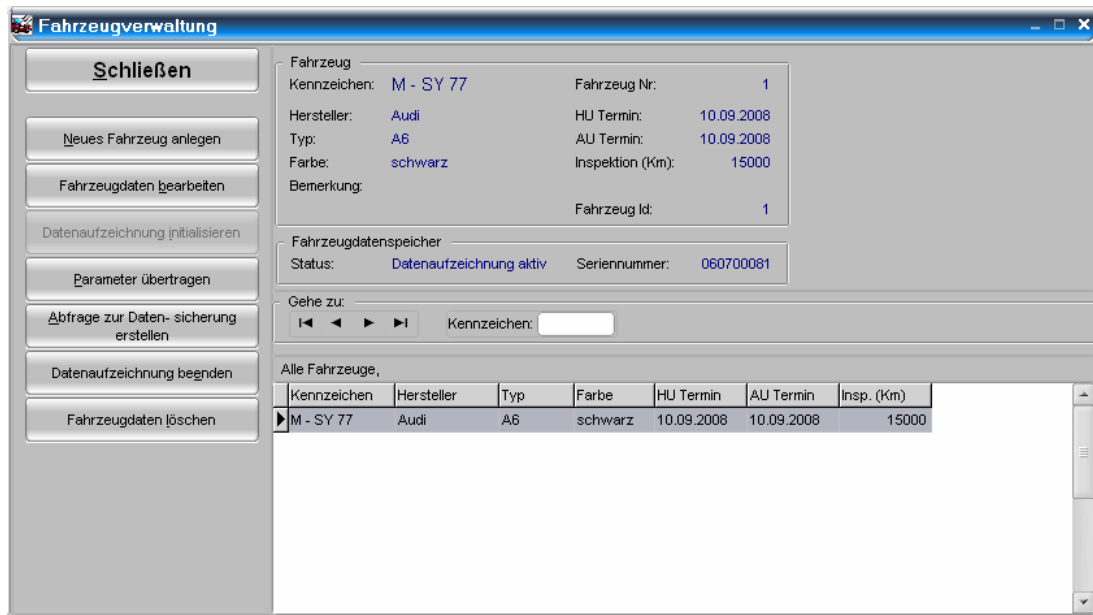 Fahrzeugverwaltung
Schließen
Neues Fahrzeug anlegen
Fahrzeugdaten bearbeiten
Datenaufzeichnung initialisieren
Parameter übertragen
Abfrage zur Daten- sicherung
erstellen
Datenaufzeichnung beenden
Fahrzeugdaten löschen
Fahrzeug
Kennzeichen: M - SY 77 Fahrzeug Nr: 1
Hersteller: Audi HU Termin: 10.09.2008
Typ: A6 AU Termin: 10.09.2008
Farbe: schwarz Inspektion (Km): 15000
Bemerkung:
Fahrzeug Id: 1
Fahrzeugdatenspeicher
Status: Datenaufzeichnung aktiv Seriennummer: 060700081
Gehe zu:
Kennzeichen:
Alle Fahrzeuge,
Kennzeichen Hersteller Typ Farbe HU Termin AU Termin Insp. (Km)
M - SY 77 Audi A6 schwarz 10.09.2008 10.09.2008 15000